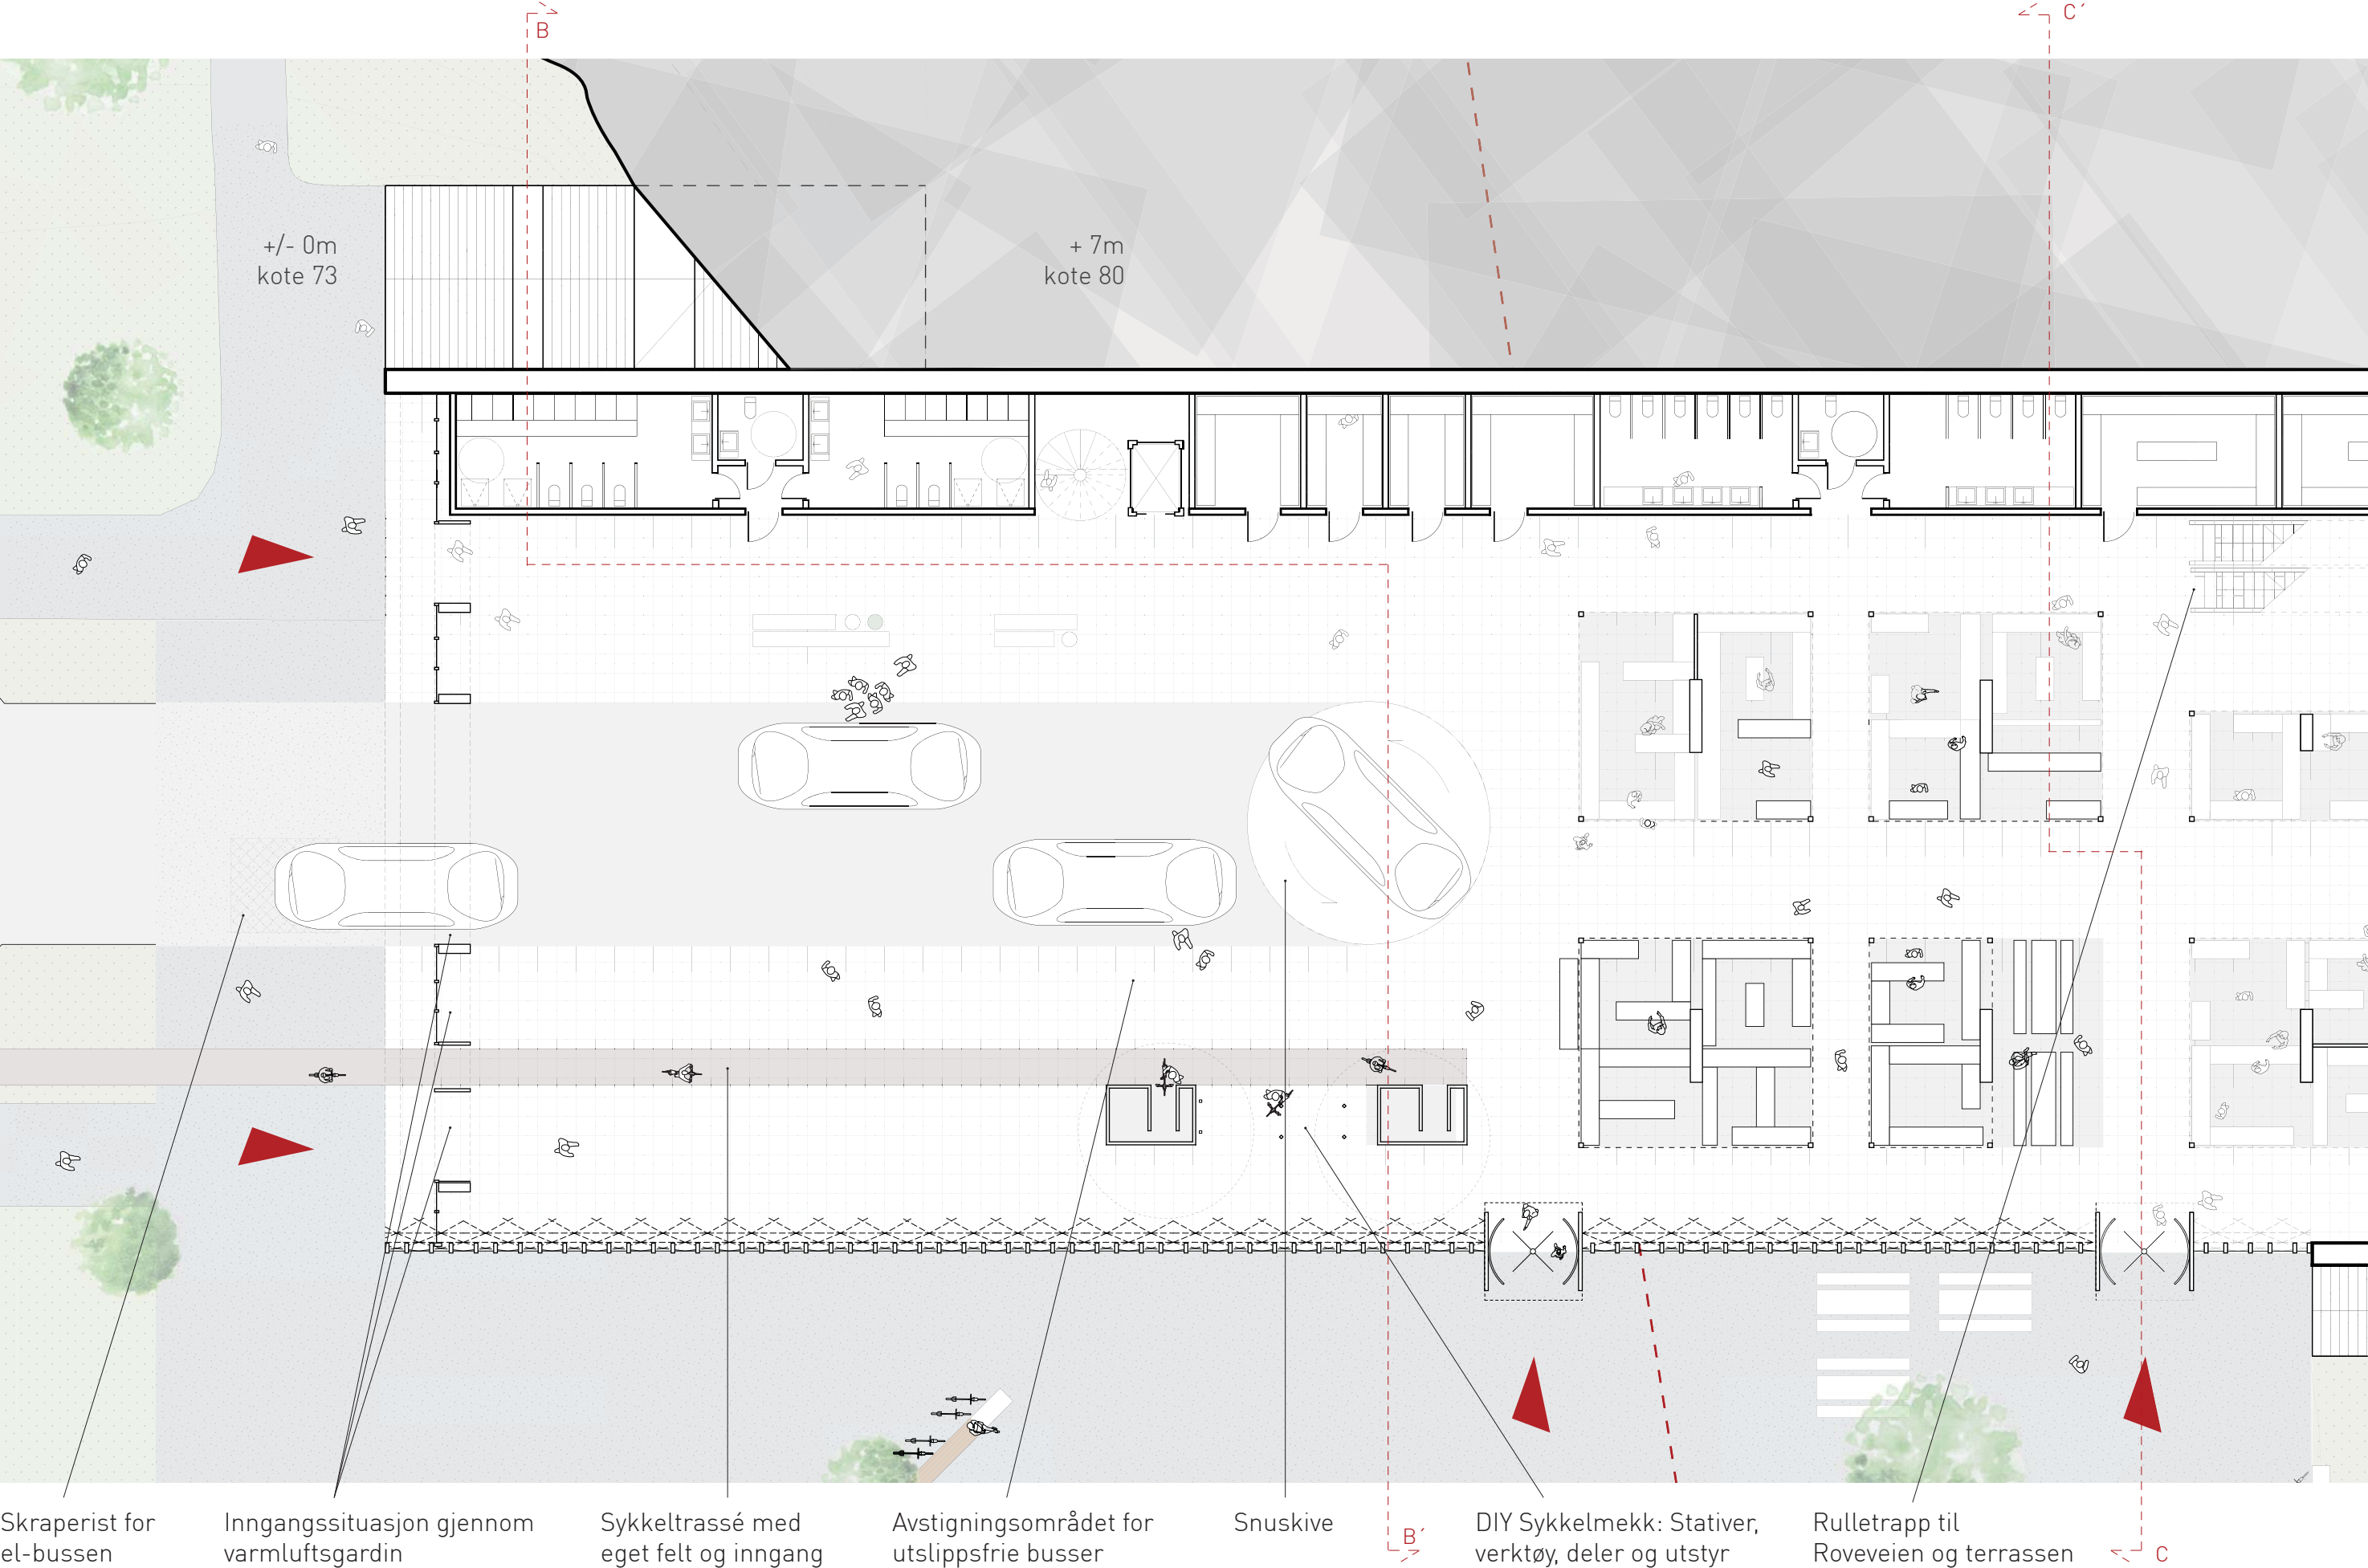 B
C´
+/- 0m
kote 73
+ 7m
kote 80
Skraperist for
el-bussen
Inngangssituasjon gjennom
varmluftsgardin
Sykkeltrassé med
eget felt og inngang
Avstigningsområdet for
utslippsfrie busser
Snuskive
B´
DIY Sykkelmekk: Stativer,
verktøy, deler og utstyr
Rulletrapp til
Roveveien og terrassen
C